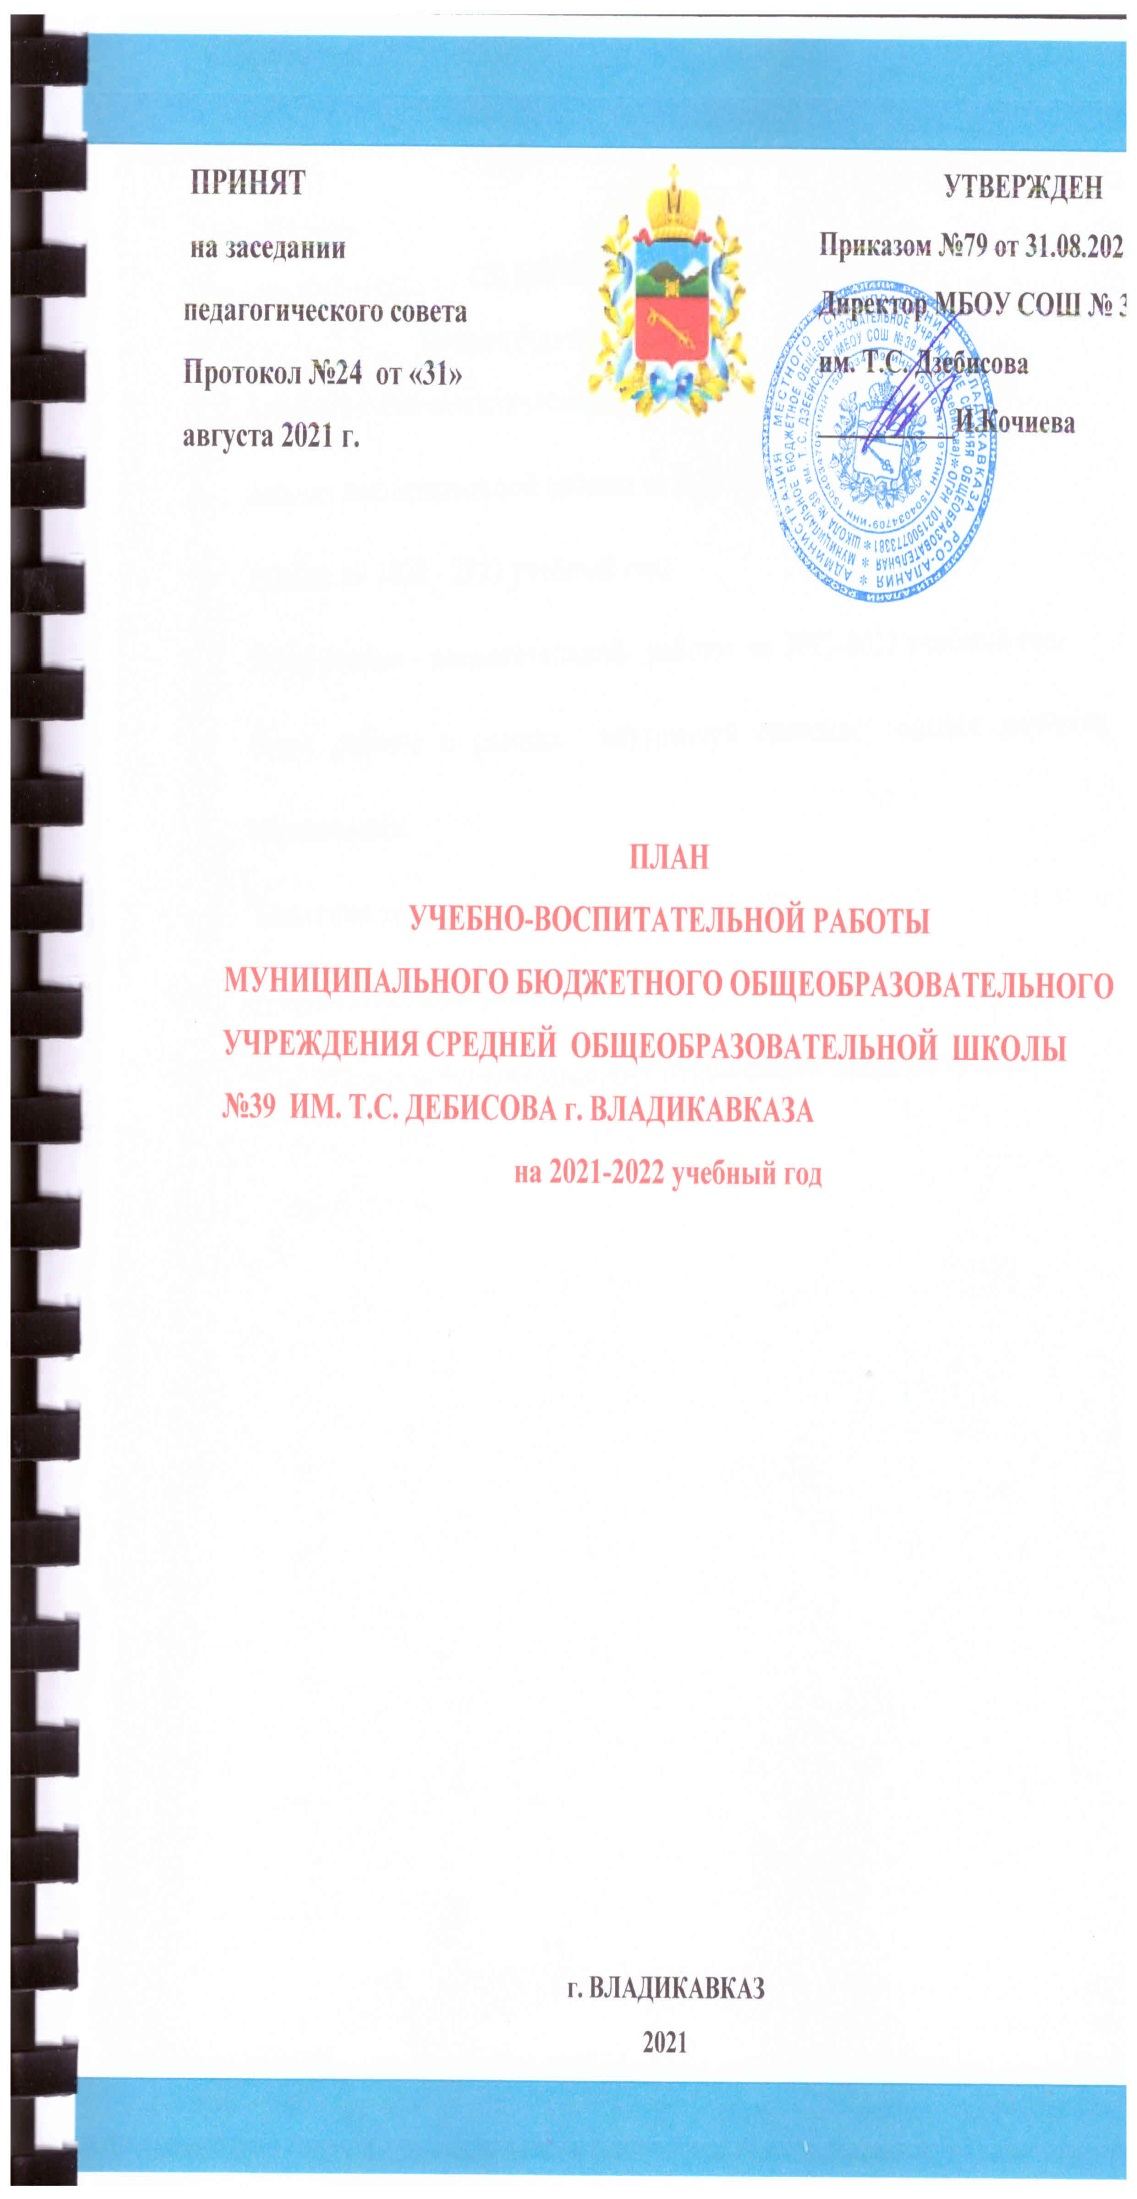 ПРИНЯТ
на заседании
педагогического совета
Протокол №24 от «31»
августа 2021 г.
УТВЕРЖДЕН
Приказом №79 от 31.08.202
Директор МБОУ СОШ № 3
им. Т.С. Дзебисова
__________И.Кочиева
ПЛАН
УЧЕБНО-ВОСПИТАТЕЛЬНОЙ РАБОТЫ
МУНИЦИПАЛЬНОГО БЮДЖЕТНОГО ОБЩЕОБРАЗОВАТЕЛЬНОГО
УЧРЕЖДЕНИЯ СРЕДНЕЙ ОБЩЕОБРАЗОВАТЕЛЬНОЙ ШКОЛЫ
№39 ИМ. Т.С. ДЕБИСОВА г. ВЛАДИКАВКАЗА
на 2021-2022 учебный год
г. ВЛАДИКАВКАЗ
2021